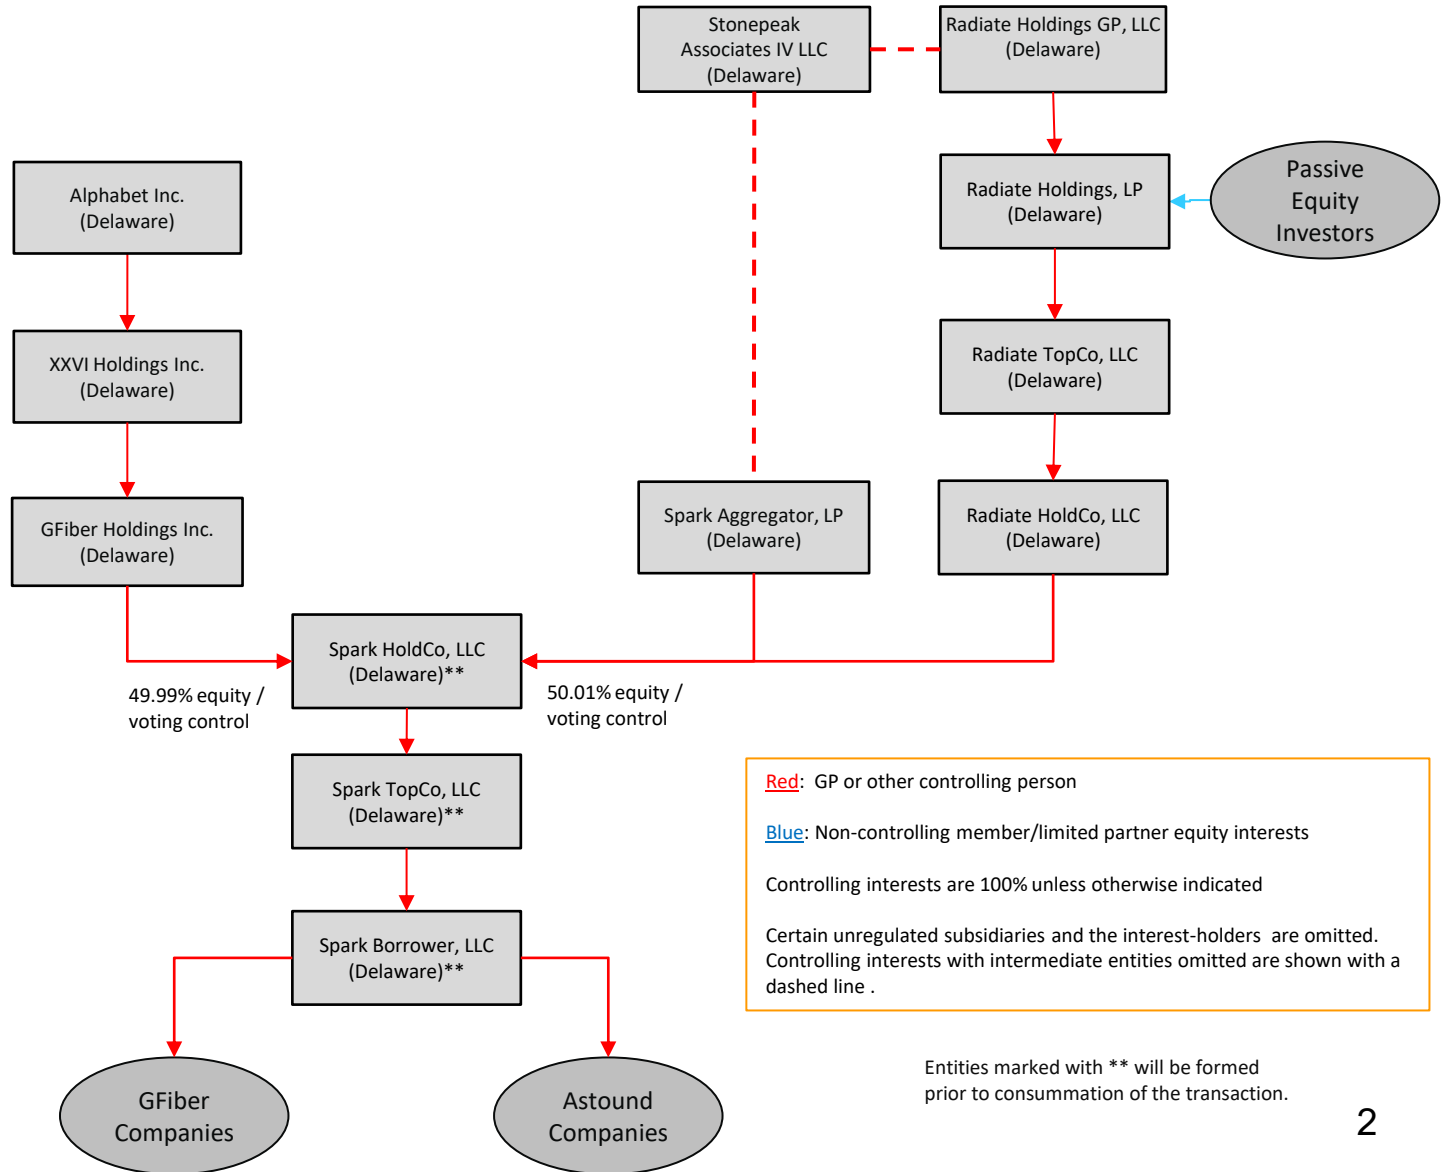 Stonepeak
Associates IV LLC
(Delaware)
Radiate Holdings GP, LLC
(Delaware)
Alphabet Inc.
(Delaware)
Radiate Holdings, LP
(Delaware)
Passive
Equity
Investors
XXVI Holdings Inc.
(Delaware)
Radiate TopCo, LLC
(Delaware)
GFiber Holdings Inc.
(Delaware)
Spark Aggregator, LP
(Delaware)
Radiate HoldCo, LLC
(Delaware)
Spark HoldCo, LLC
(Delaware)**
49.99% equity /
voting control
50.01% equity /
voting control
Spark TopCo, LLC
(Delaware)**
Spark Borrower, LLC
(Delaware)**
GFiber
Companies
Astound
Companies
Red: GP or other controlling person
Blue: Non-controlling member/limited partner equity interests
Controlling interests are 100% unless otherwise indicated
Certain unregulated subsidiaries and the interest-holders are omitted.
Controlling interests with intermediate entities omitted are shown with a
dashed line .
Entities marked with ** will be formed
prior to consummation of the transaction.
2